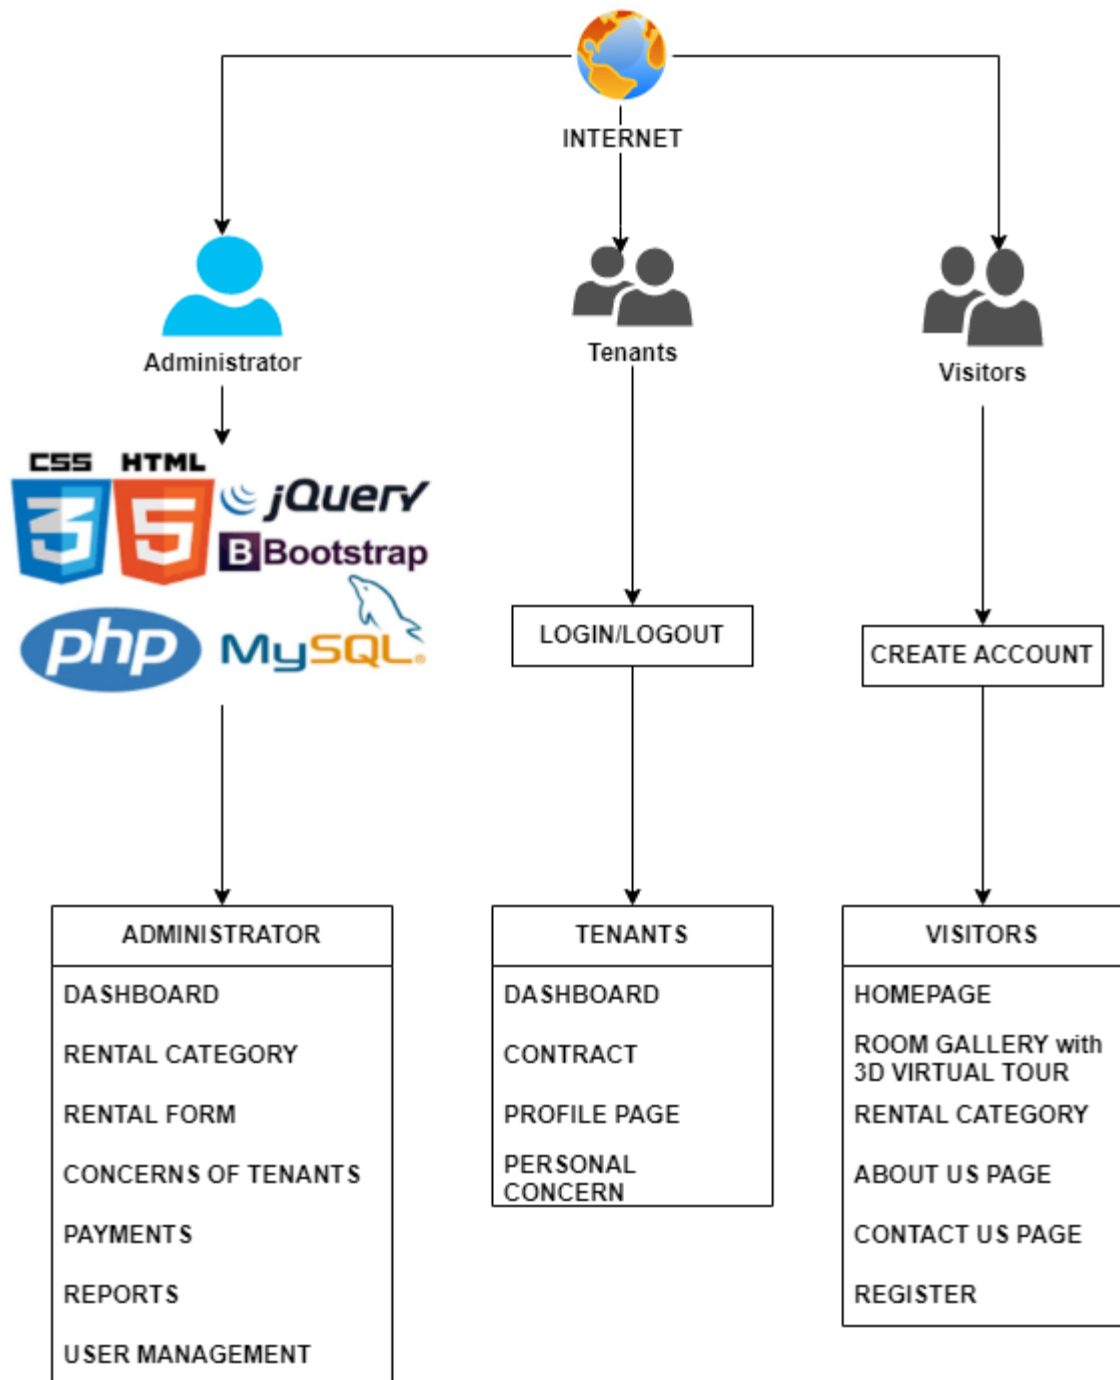 INTERNET
Administrator
Tenants
Visitors
CSS HTML
3 5
jQuery
B Bootstrap
php
MySQL®
LOGIN/LOGOUT
CREATE ACCOUNT
ADMINISTRATOR
DASHBOARD
RENTAL CATEGORY
RENTAL FORM
CONCERNS OF TENANTS
PAYMENTS
REPORTS
USER MANAGEMENT
TENANTS
DASHBOARD
CONTRACT
PROFILE PAGE
PERSONAL
CONCERN
VISITORS
HOMEPAGE
ROOM GALLERY with
3D VIRTUAL TOUR
RENTAL CATEGORY
ABOUT US PAGE
CONTACT US PAGE
REGISTER